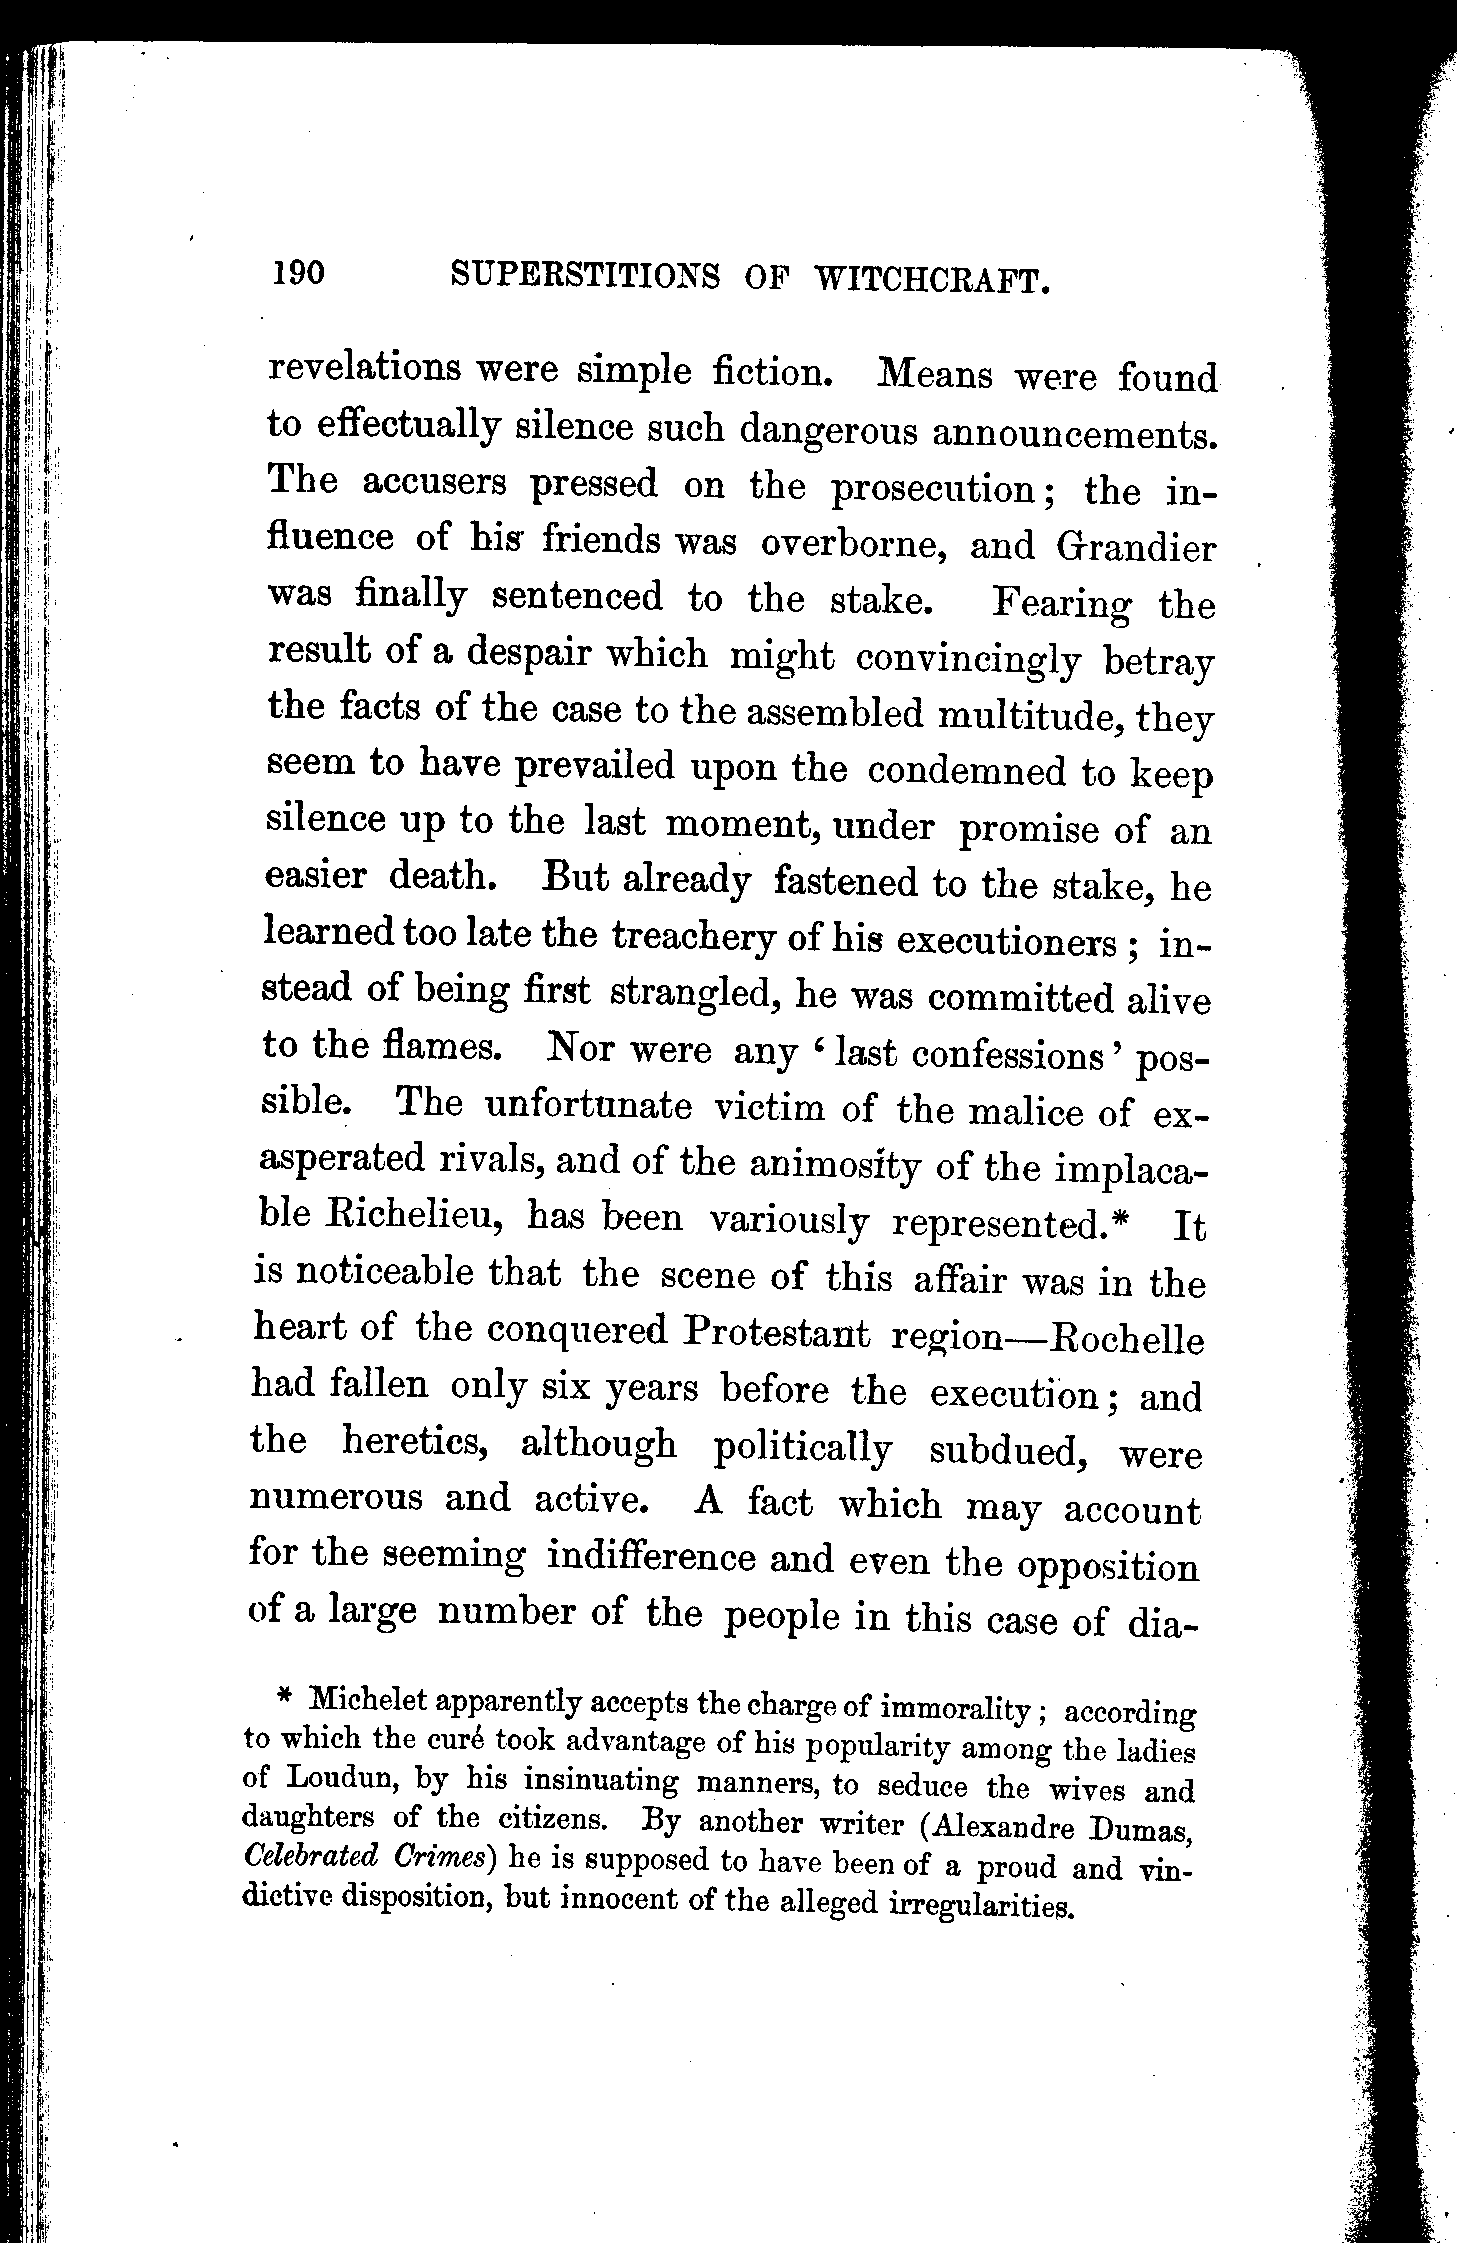 190 SUPERSTITIONS OF WITCHCRAFT.
revelations were simple fiction. Means were found
to effectually silence such dangerous announcements.
The accusers pressed on the prosecution; the in-
fluence of his friends was overborne, and Grandier
was finally sentenced to the stake. Fearing the
result of a despair which might convincingly betray
the facts of the case to the assembled multitude, they
seem to have prevailed upon the condemned to keep
silence up to the last moment, under promise of an
easier death. But already fastened to the stake, he
learned too late the treachery of his executioners; in-
stead of being first strangled, he was committed alive
to the flames. Nor were any ‘last confessions’ pos-
sible. The unfortunate victim of the malice of ex-
asperated rivals, and of the animosity of the implaca-
ble Richelieu, has been variously represented.* It
is noticeable that the scene of this affair was in the
heart of the conquered Protestant region—Rochelle
had fallen only six years before the execution; and
the heretics, although politically subdued, were
numerous and active. A fact which may account
for the seeming indifference and even the opposition
of a large number of the people in this case of dia-
* Michelet apparently accepts the charge of immorality; according
to which the curé took advantage of his popularity among the ladies
of Loudun, by his insinuating manners, to seduce the wives and
daughters of the citizens. By another writer (Alexandre Dumas,
Celebrated Crimes) he is supposed to have been of a proud and vin-
dictive disposition, but innocent of the alleged irregularities.